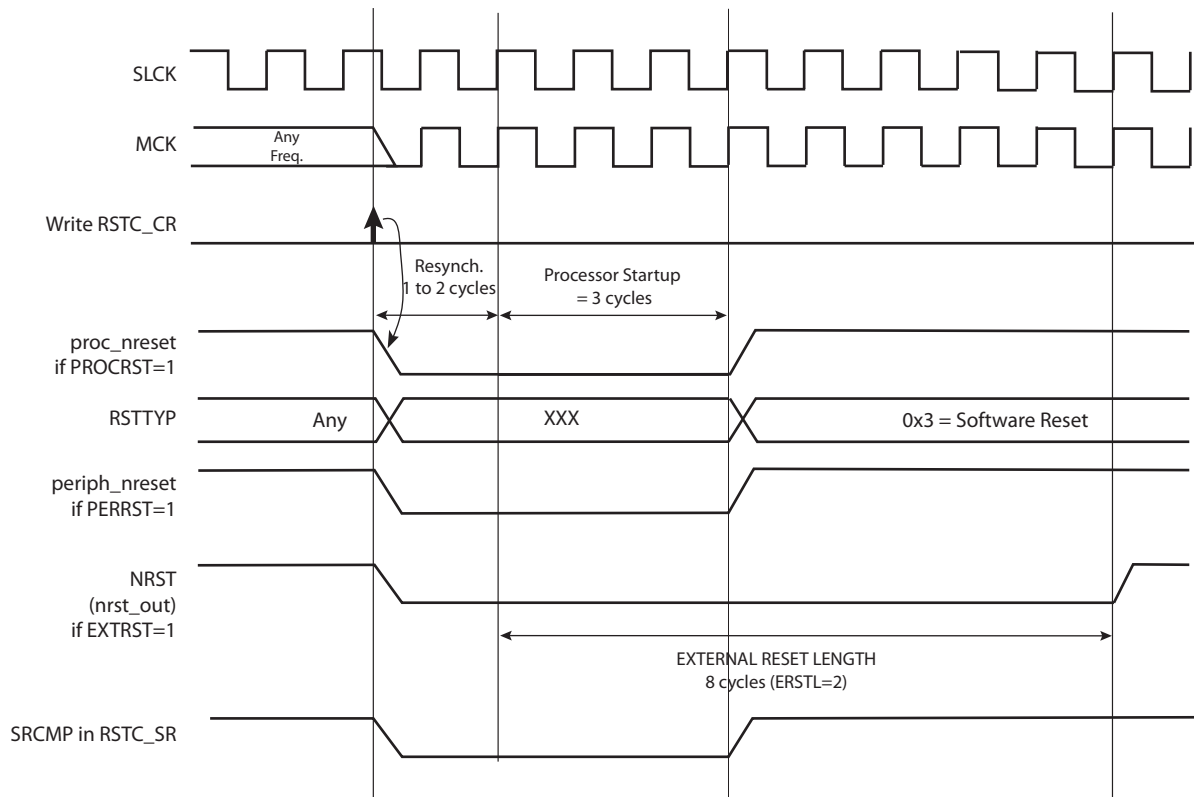 SLCK
MCK
Any
Freq.
Write RSTC_CR
Resynch.
1 to 2 cycles
Processor Startup
= 3 cycles
proc_nreset
if PROCRST=1
RSTTYP
Any
XXX
0x3 = Software Reset
periph_nreset
if PERRST=1
NRST
(nrst_out)
if EXTRST=1
EXTERNAL RESET LENGTH
8 cycles (ERSTL=2)
SRCMP in RSTC_SR